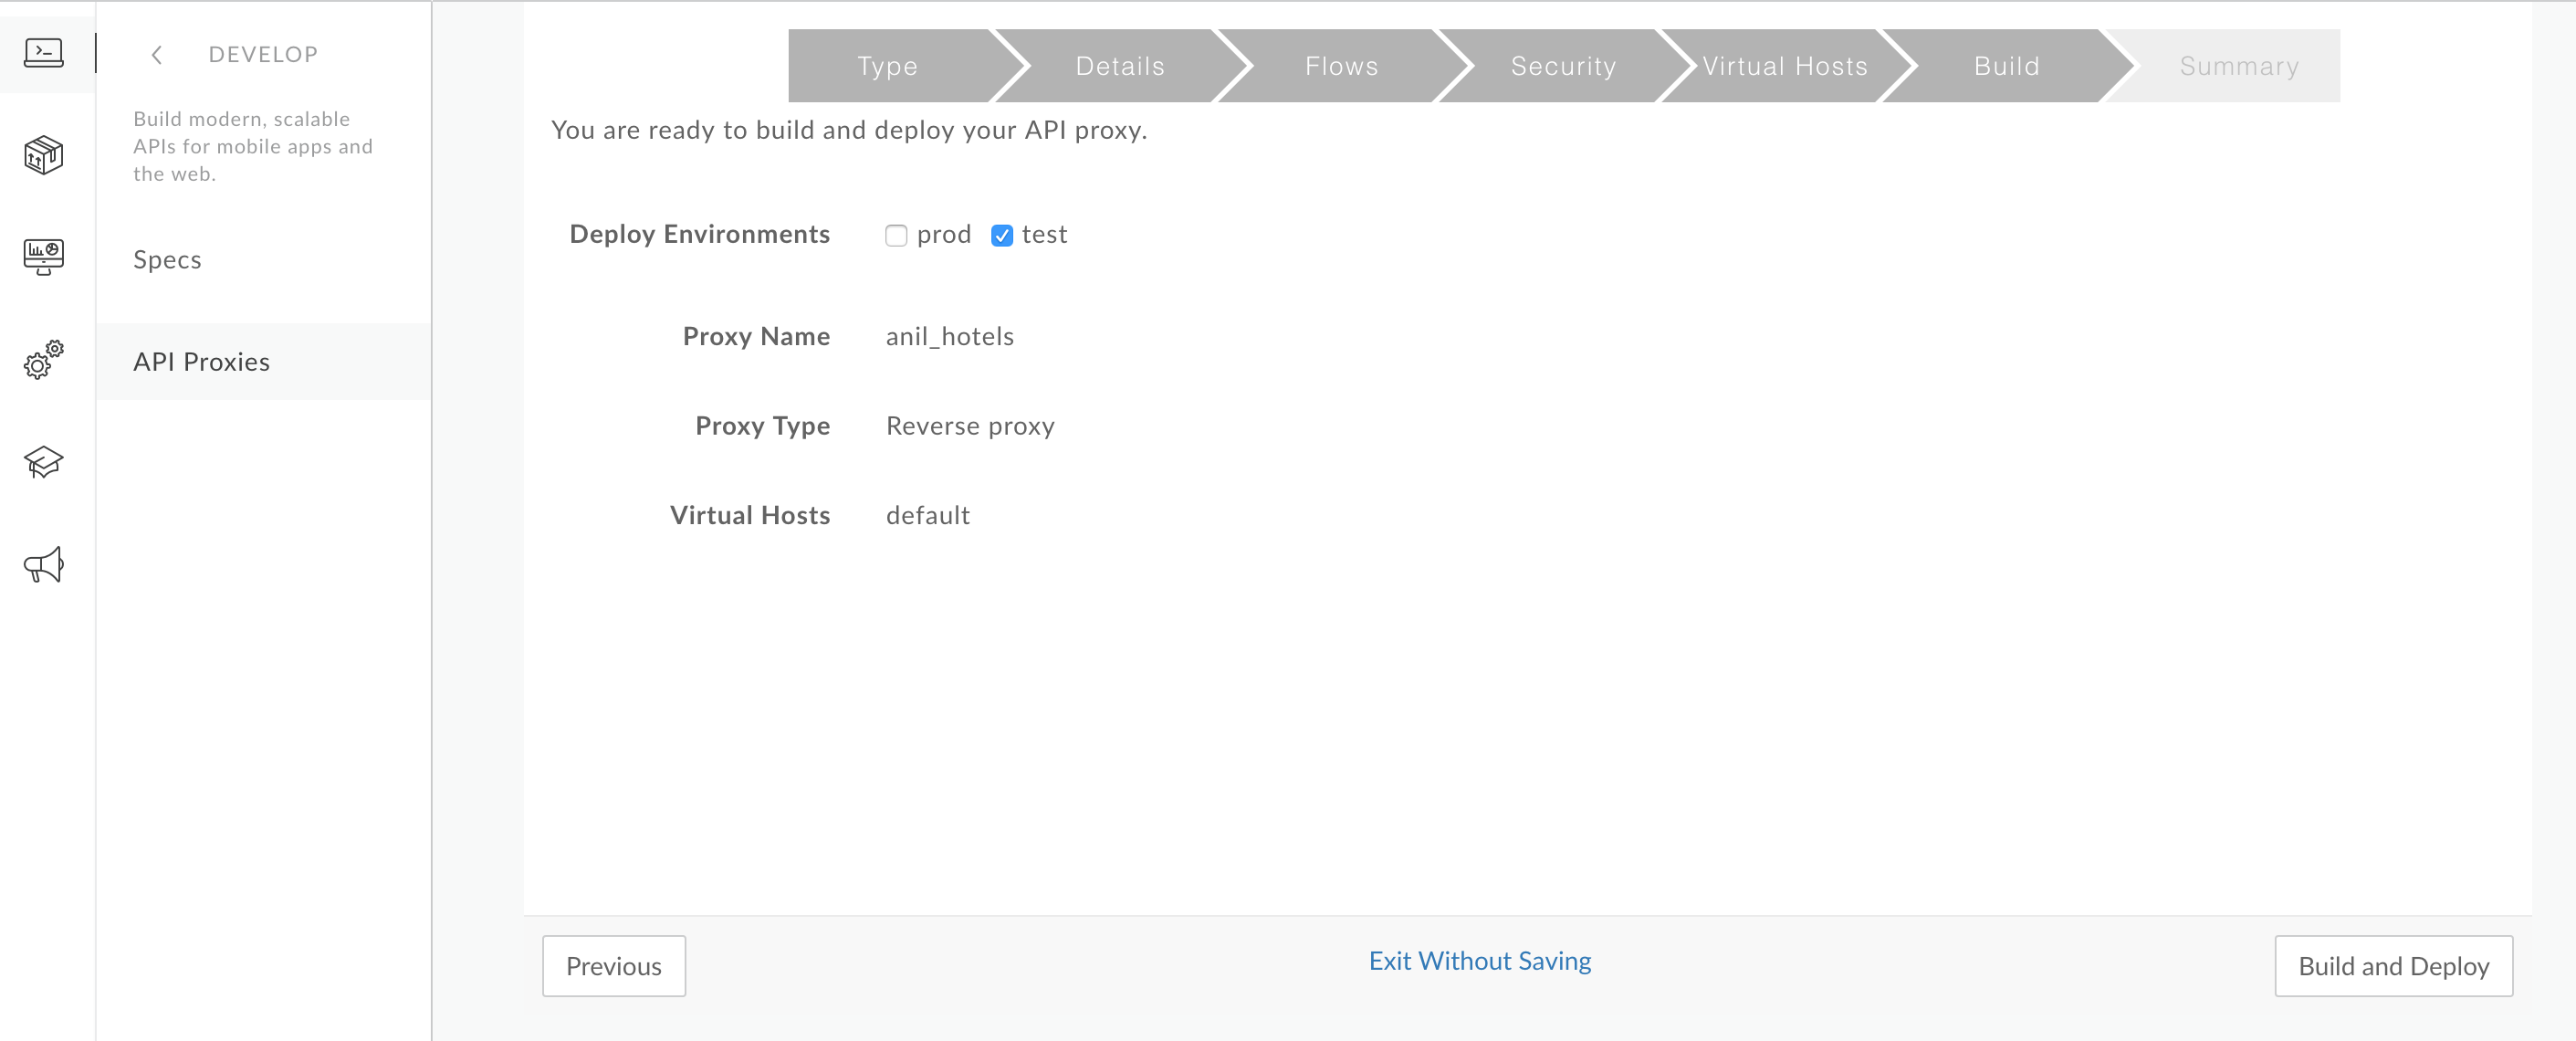 DEVELOP
Build modern, scalable
APIs for mobile apps and
the web.
Specs
API Proxies
Type
Details
Flows
Security
Virtual Hosts
Build
Summary
You are ready to build and deploy your API proxy.
Deploy Environments prod test
Proxy Name anil_hotels
Proxy Type Reverse proxy
Virtual Hosts default
Previous
Exit Without Saving
Build and Deploy